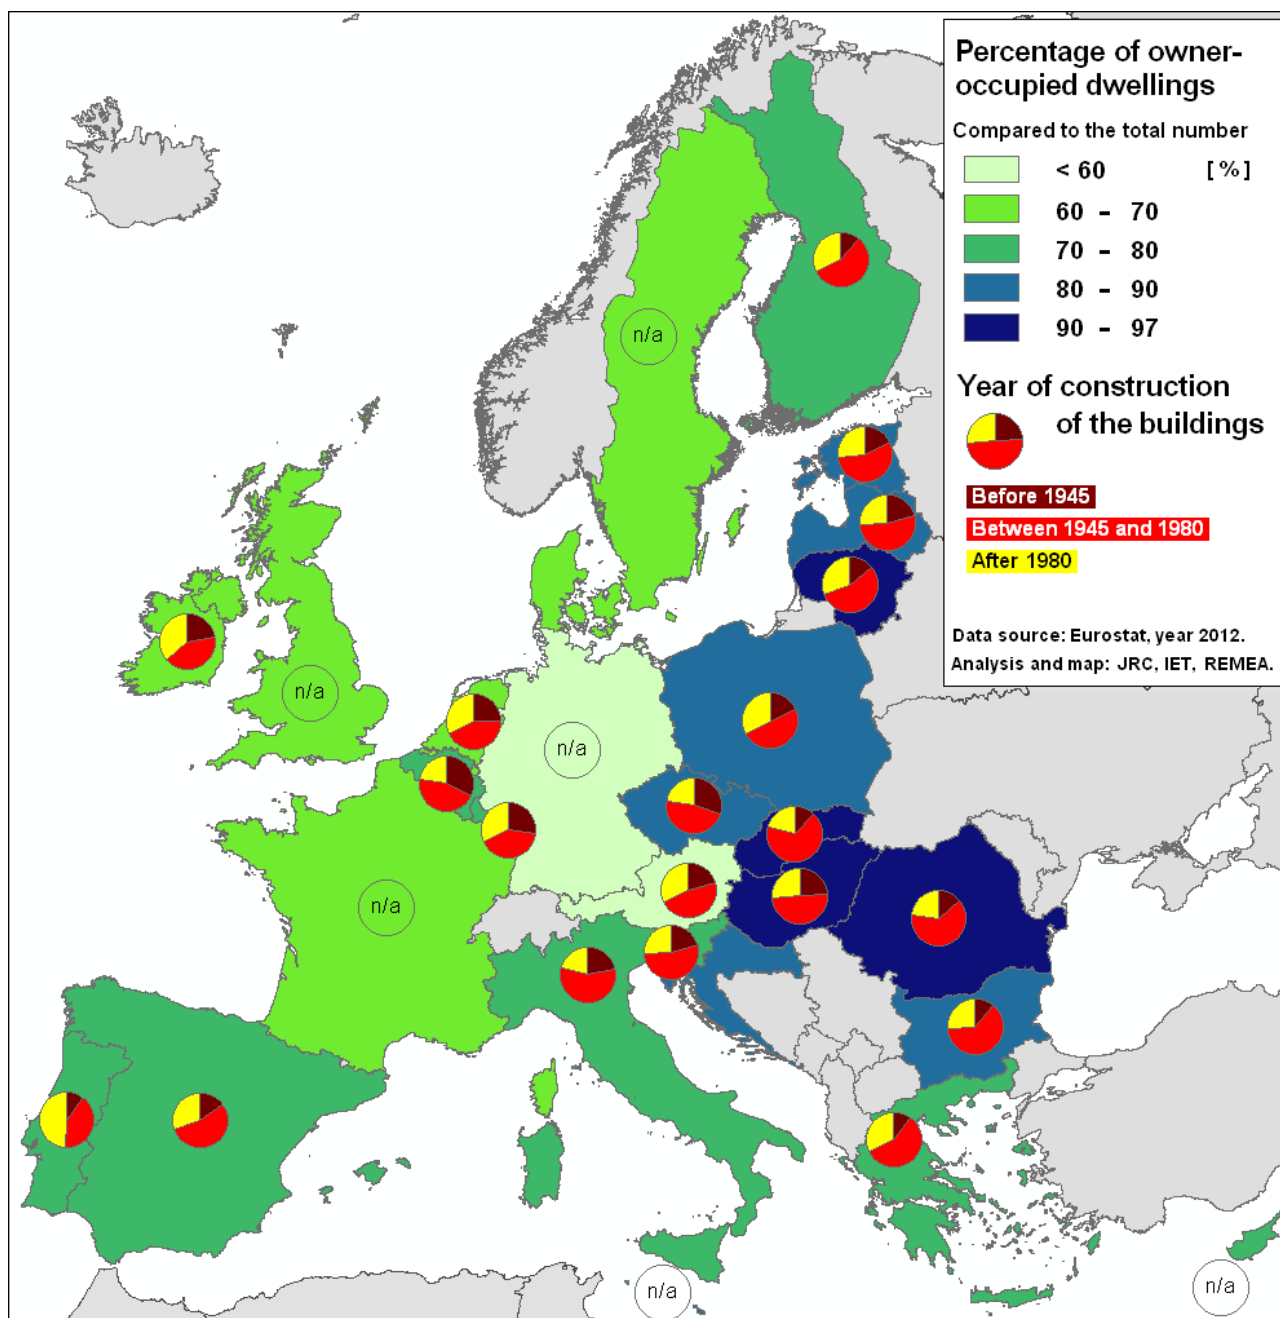 Percentage of owner-
occupied dwellings
Compared to the total number
< 60 [%]
60 - 70
70 - 80
80 - 90
90 - 97
Year of construction
of the buildings
Before 1945
Between 1945 and 1980
After 1980
Data source: Eurostat, year 2012.
Analysis and map: JRC, IET, REMEA.
n/a
n/a
n/a
n/a
n/a
n/a